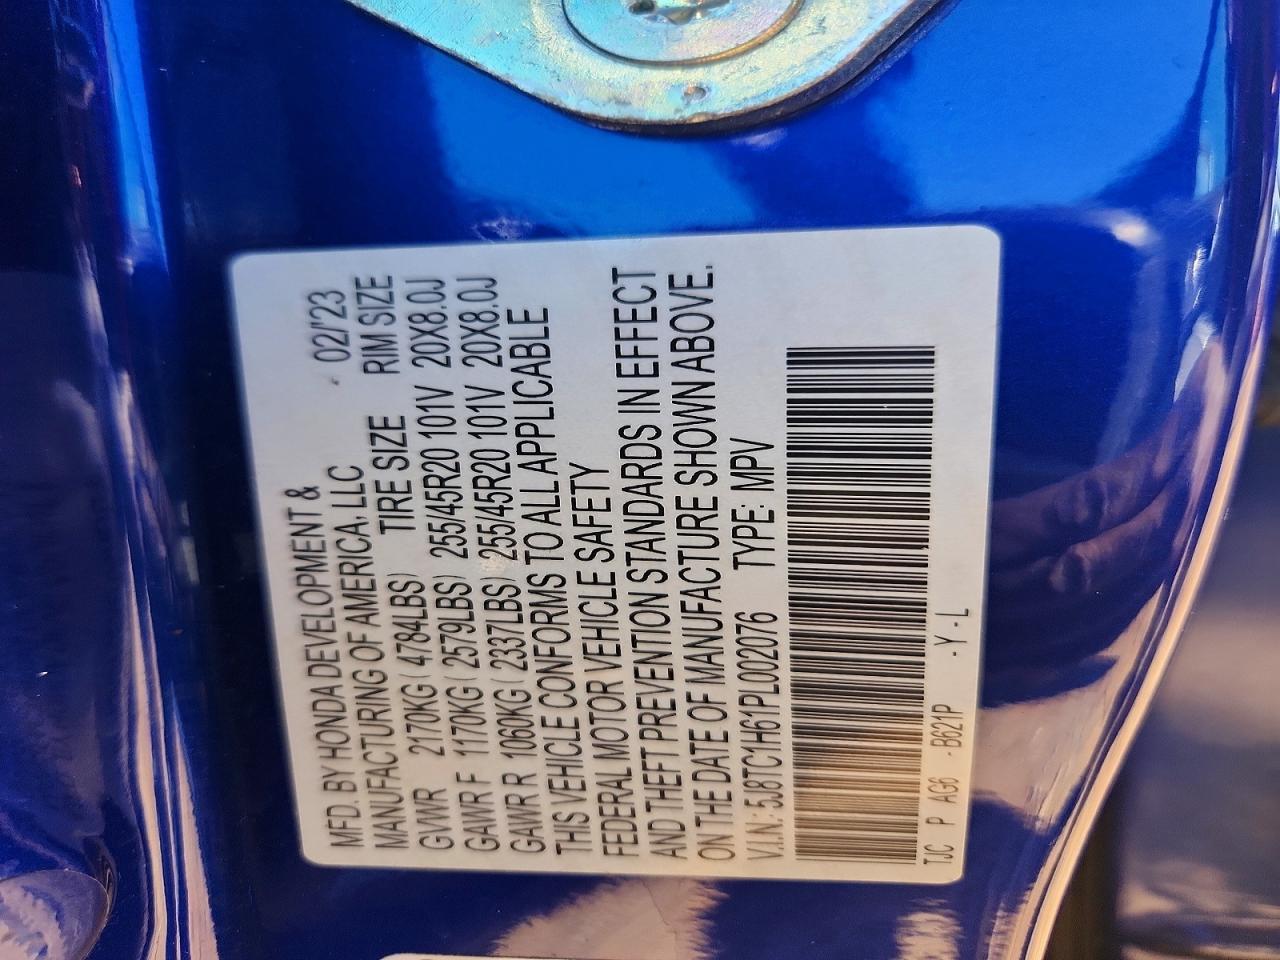 MFD. BY HONDA DEVELOPMENT & 02/'23
MANUFACTURING OF AMERICA, LLC RIM SIZE
GVWR 2170KG ( 4784LBS) TIRE SIZE
GAWR F 1170KG ( 2579LBS) 255/45R20 101V 20X8.0J
GAWR R 1060KG ( 2337LBS) 255/45R20 101V 20X8.0J
THIS VEHICLE CONFORMS TO ALL APPLICABLE
FEDERAL MOTOR VEHICLE SAFETY
AND THEFT PREVENTION STANDARDS IN EFFECT
ON THE DATE OF MANUFACTURE SHOWN ABOVE.
V.I.N.: 5J8TC1H61PL002076 TYPE: MPV
TJC P AG6 - B621P - Y - L